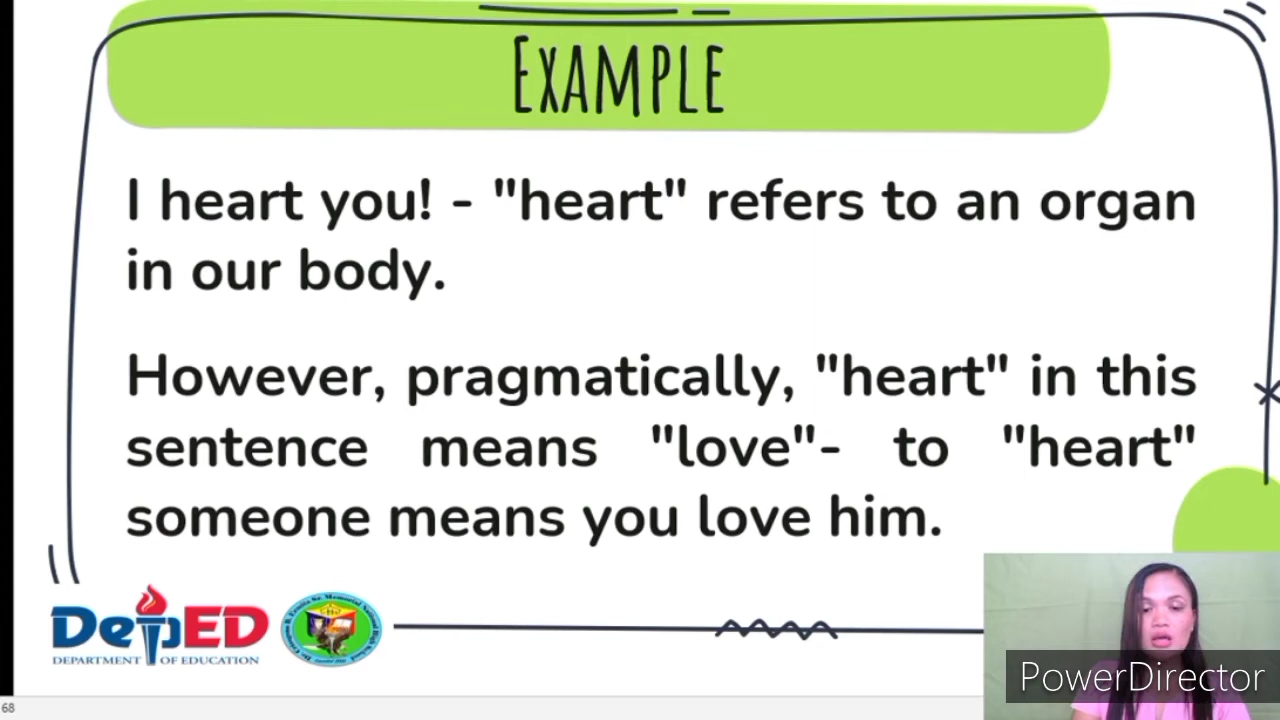 EXAMPLE
I heart you! - "heart" refers to an organ
in our body.
However, pragmatically, "heart" in this
sentence means "love"- to "heart"
someone means you love him.
DepED
DEPARTMENT OF EDUCATION
PowerDirector
68